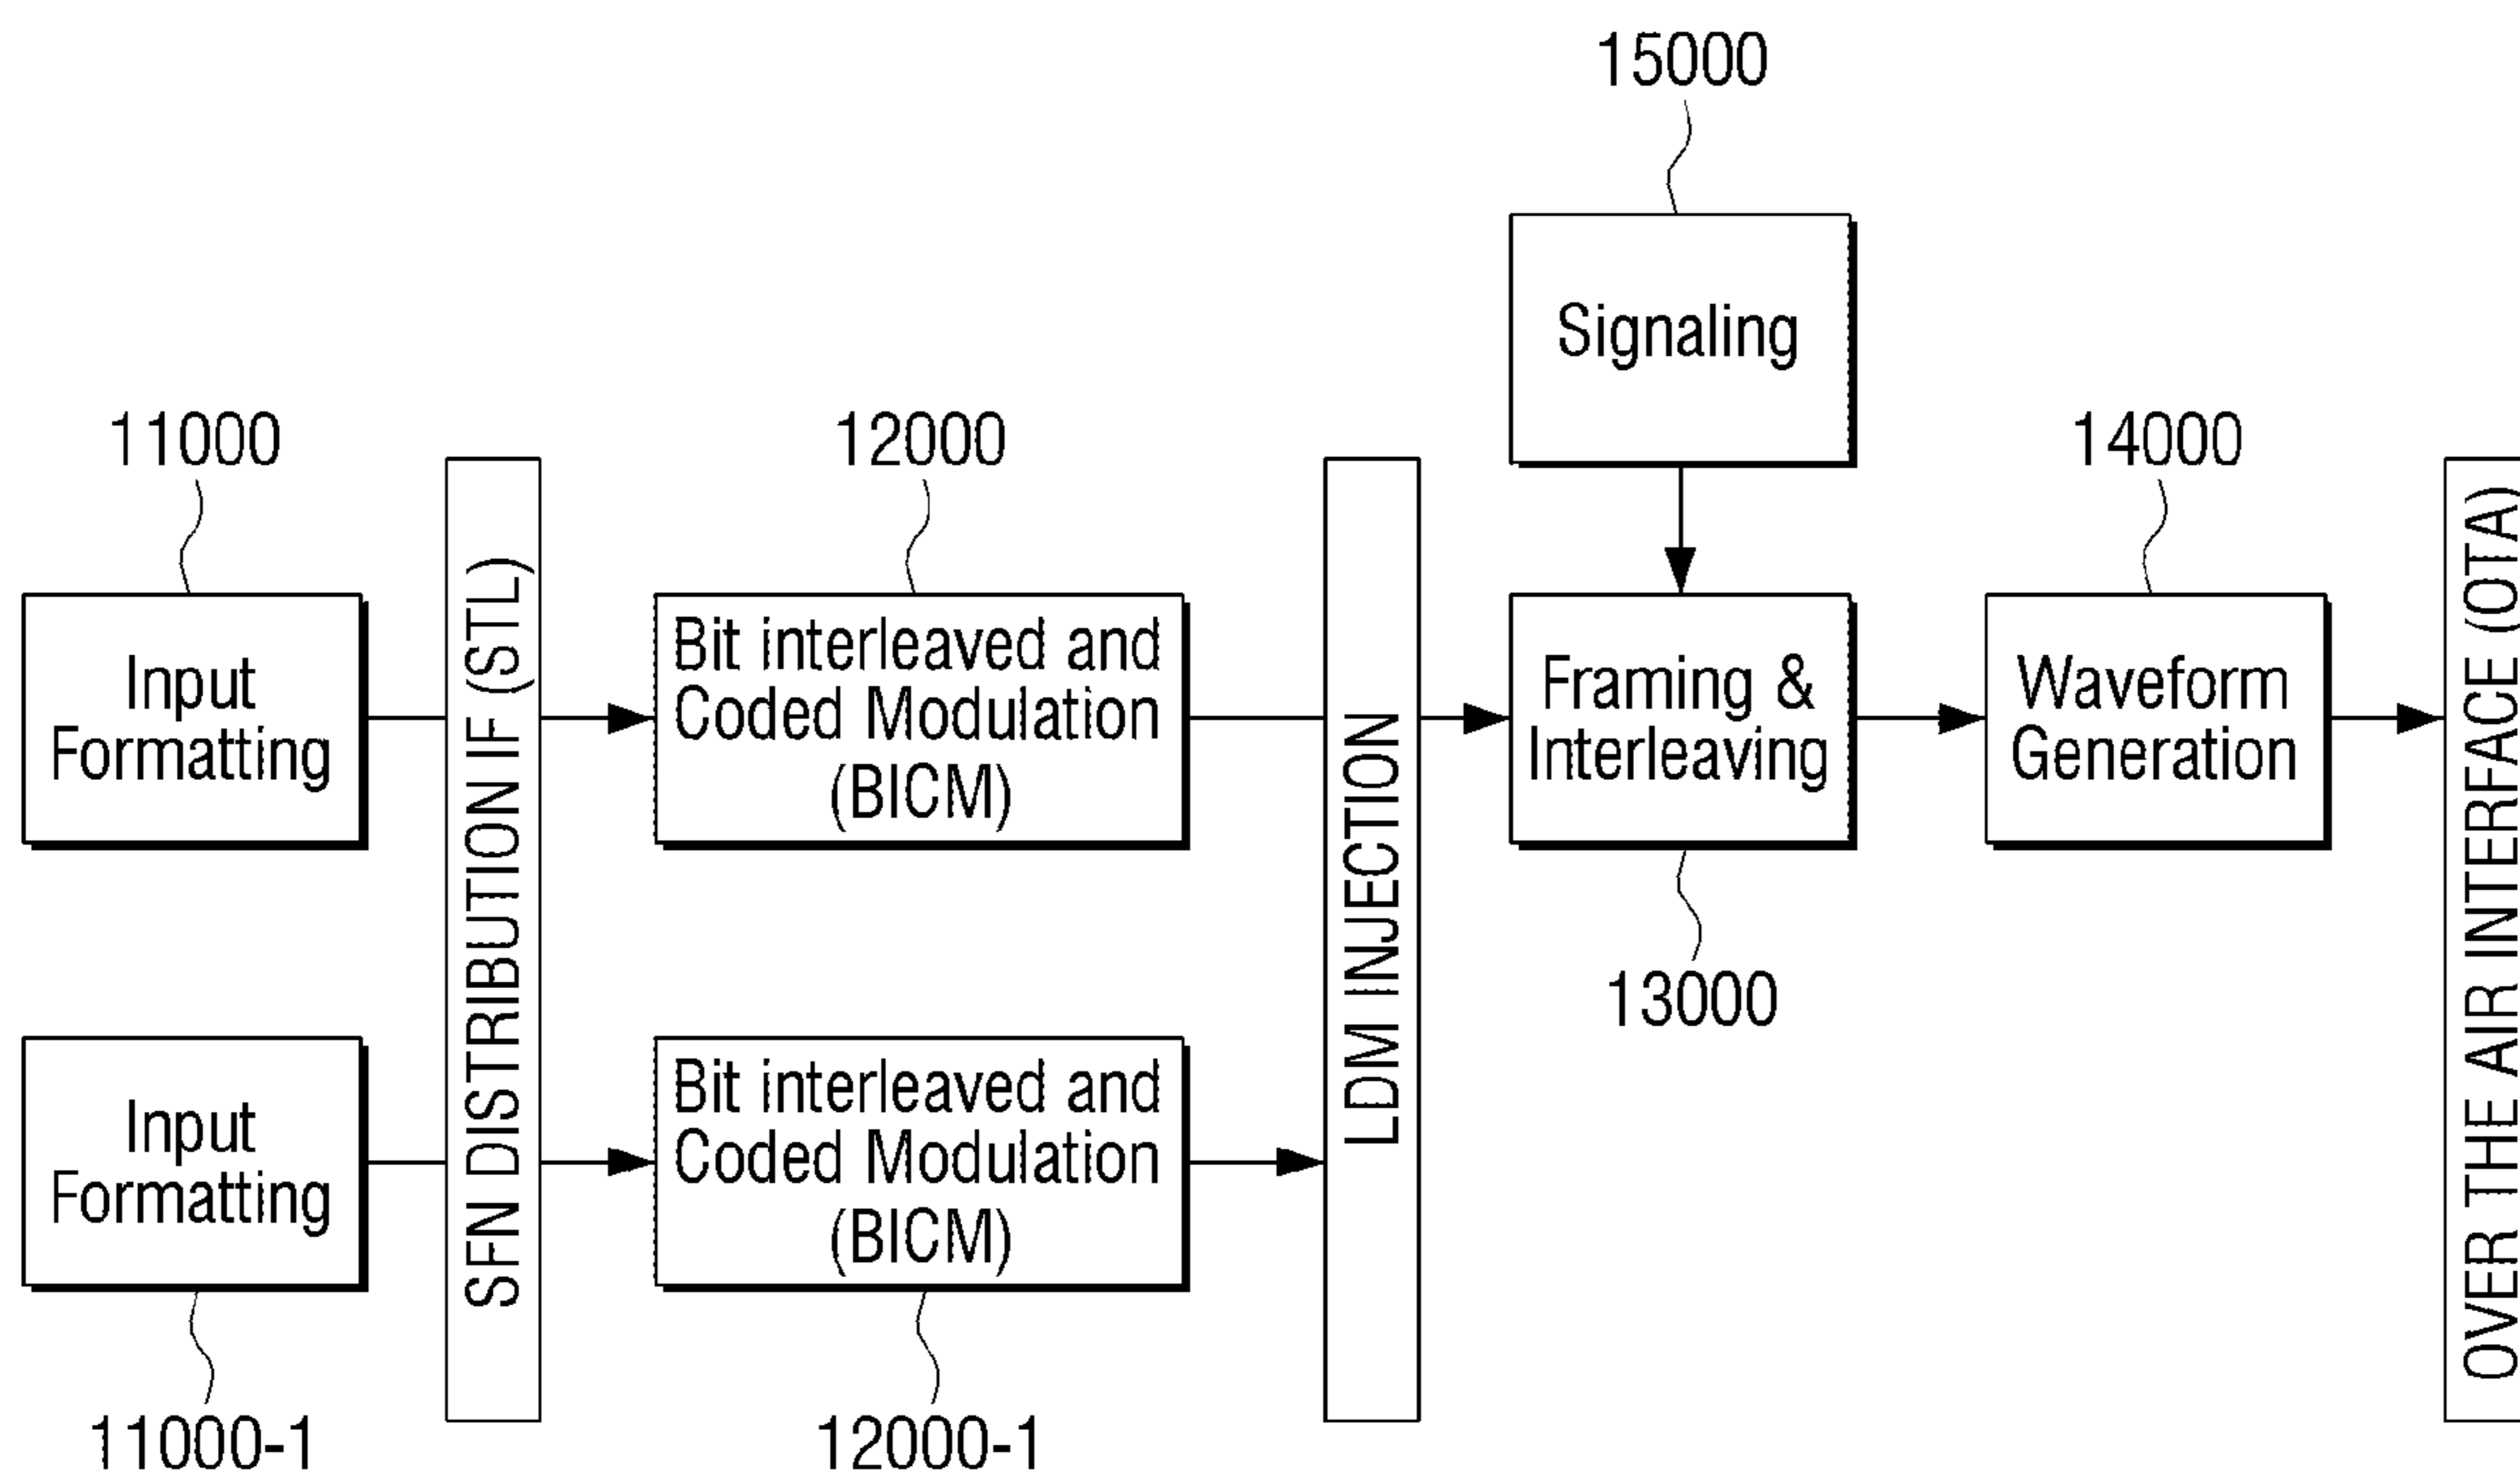 15000
Signaling
11000
12000
14000
Input
Formatting
SFN DISTRIBUTION IF (STL)
Bit interleaved and
Coded Modulation
(BICM)
LDM INJECTION
Framing &
Interleaving
Waveform
Generation
OVER THE AIR INTERFACE (OTA)
13000
Input
Formatting
Bit interleaved and
Coded Modulation
(BICM)
11000-1
12000-1